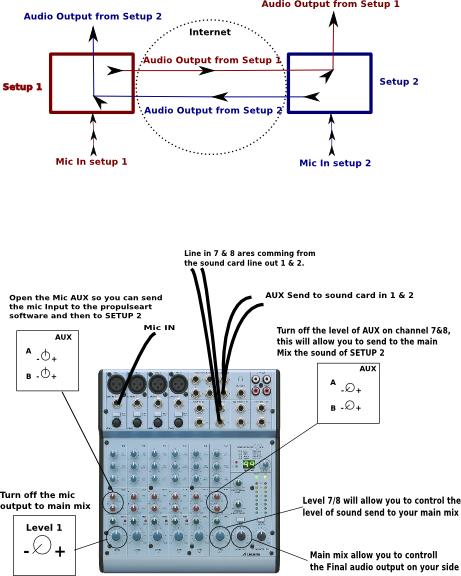 Audio Output from Setup 1
Audio Output from Setup 2
Internet
Audio Output from Setup 1
Setup 1
Setup 2
Audio Output from Setup 2
Mic In setup 1
Mic In setup 2
Line in 7 & 8 ares comming from
the sound card line out 1 & 2.
Open the Mic AUX so you can send
the mic Input to the propulseart
software and then to SETUP 2
AUX Send to sound card in 1 & 2
Mic IN
Turn off the level of AUX on channel 7&8,
this will allow you to send to the main
Mix the sound of SETUP 2
AUX
A
- +
B - +
AUX
A
- +
B - +
Turn off the mic
output to main mix
Level 1
- +
Level 7/8 will allow you to control the
level of sound send to your main mix
Main mix allow you to controll
the Final audio output on your side